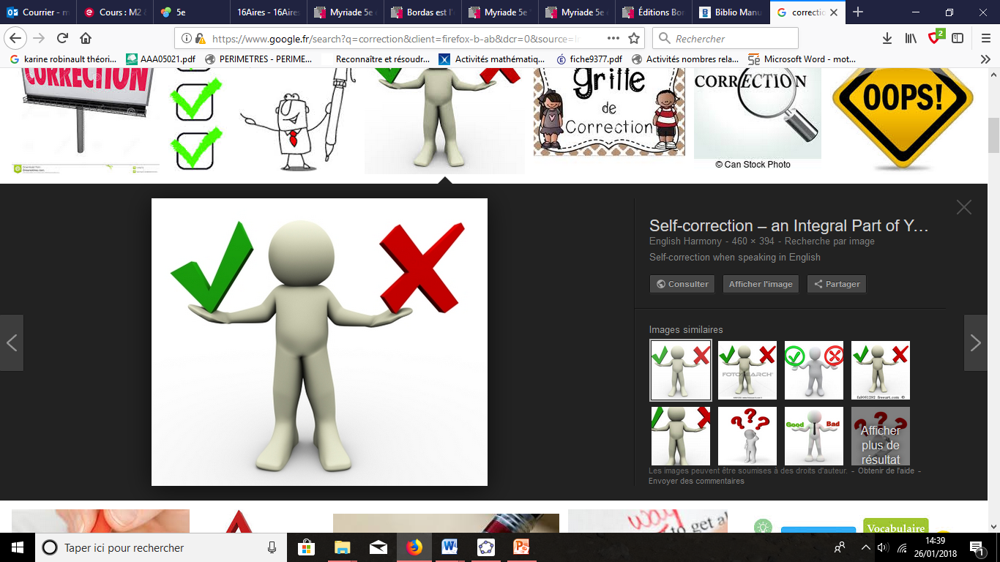 Courrier - m
Cours : M2 &
5e
16Aires - 16Aires
Myriade 5e
Bordas est l'
Myriade 5e
Myriade 5e
Éditions Bor
Biblio Manu
correctio
https://www.google.fr/search?q=correction&client=firefox-b-ab&dcr=0&source=
Rechercher
2
karine robinault théori...
AAA05021.pdf
PERIMETRES - PERIME...
Reconnaître et résoudr...
Activités mathématiq...
fiche9377.pdf
Activités nombres rela...
Microsoft Word - mot...
CORRECTION
grille
de
Correction
CORRECTION
© Can Stock Photo
OOPS!
Self-correction – an Integral Part of Y...
English Harmony - 460 × 394 - Recherche par image
Self-correction when speaking in English
Consulter
Afficher l'image
Partager
Images similaires
FOTOSEARCH
Good
Bad
Afficher
plus de
résultat
Les images peuvent être soumises à des droits d'auteur. - Obtenir de l'aide -
Envoyer des commentaires
way
to get a
Vocabulaire
Taper ici pour rechercher
14:39
26/01/2018
1